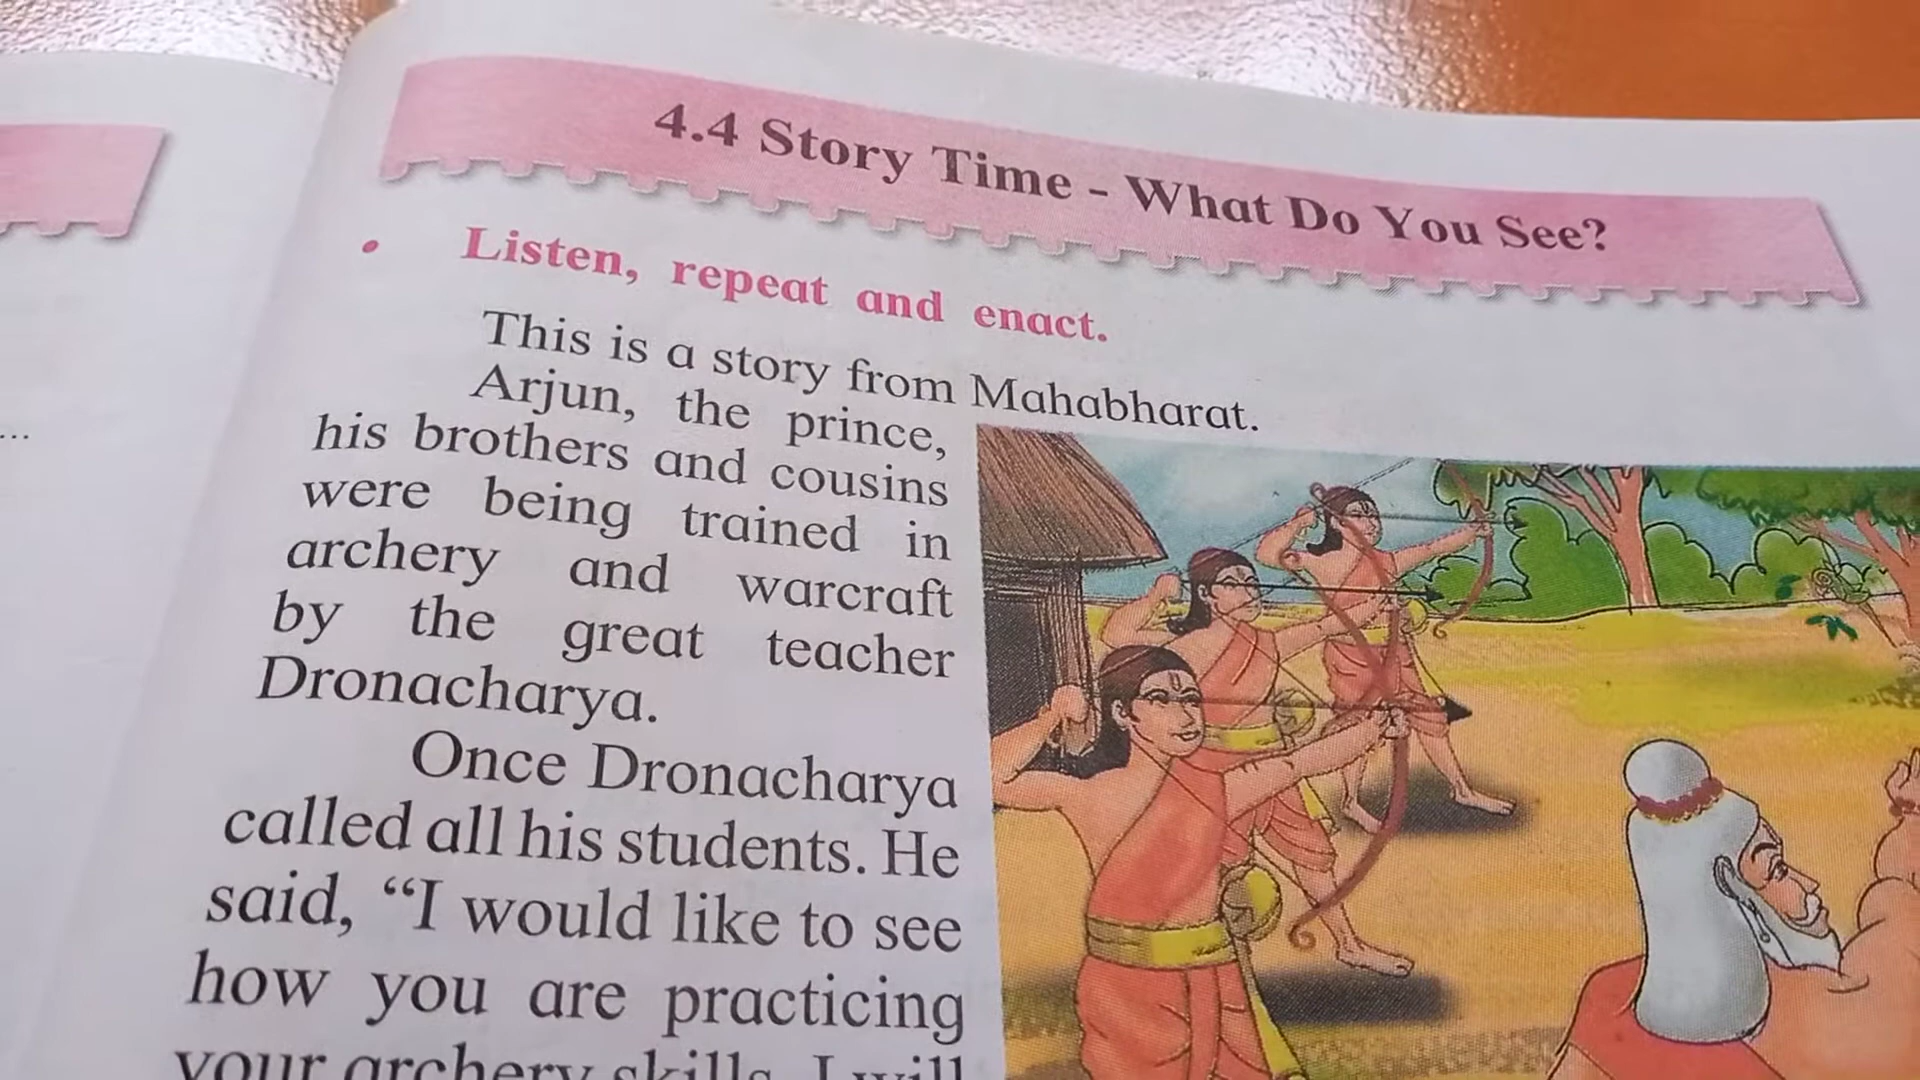 4.4 Story Time - What Do You See?
• Listen, repeat and enact.
This is a story from Mahabharat.
Arjun, the prince,
his brothers and cousins
were being trained in
archery and warcraft
by the great teacher
Dronacharya.
Once Dronacharya
called all his students. He
said, “I would like to see
how you are practicing
your archery skills. I will
...